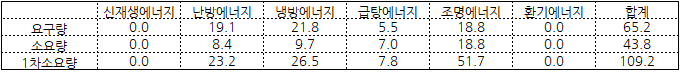 신재생에너지 난방에너지 냉방에너지 급탕에너지 조명에너지 환기에너지 합계
요구량 0.0 19.1 21.8 5.5 18.8 0.0 65.2
소요량 0.0 8.4 9.7 7.0 18.8 0.0 43.8
1차소요량 0.0 23.2 26.5 7.8 51.7 0.0 109.2